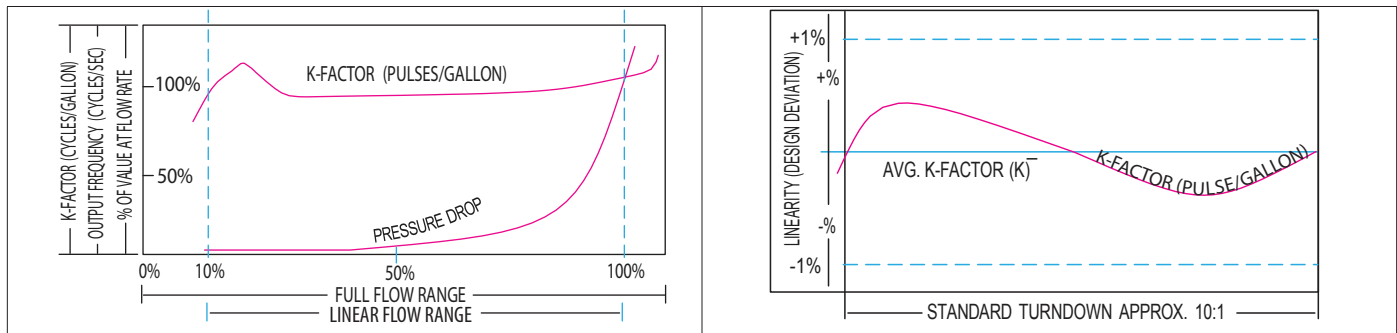 K-FACTOR (CYCLES/GALLON)
OUTPUT FREQUENCY (CYCLES/SEC)
% OF VALUE AT FLOW RATE
100%
50%
K-FACTOR (PULSES/GALLON)
PRESSURE DROP
0%
10%
50%
100%
FULL FLOW RANGE
LINEAR FLOW RANGE
LINEARITY (DESIGN DEVIATION)
+1%
+%
-%
-1%
AVG. K-FACTOR (K̅)
K-FACTOR (PULSE/GALLON)
STANDARD TURNDOWN APPROX. 10:1